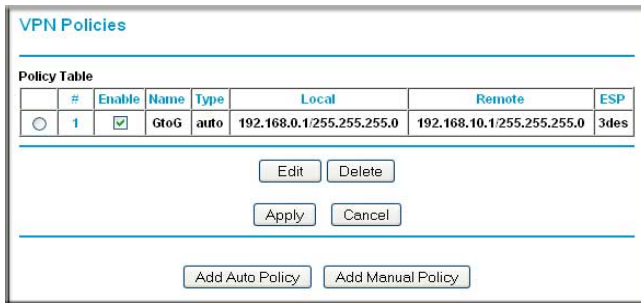 VPN Policies
Policy Table
# Enable Name Type Local Remote ESP
1 GtoG auto 192.168.0.1/255.255.255.0 192.168.10.1/255.255.255.0 3des
Edit Delete
Apply Cancel
Add Auto Policy Add Manual Policy